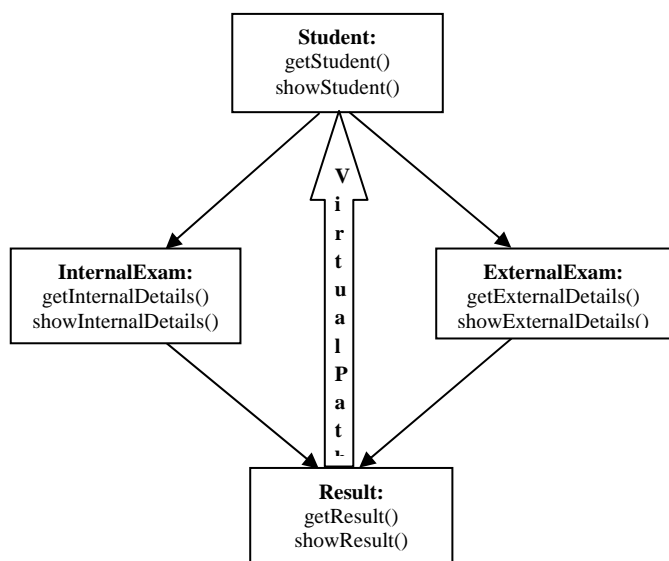 Student:
getStudent()
showStudent()
V
i
r
t
u
a
l
P
a
t
h
InternalExam:
getInternalDetails()
showInternalDetails()
ExternalExam:
getExternalDetails()
showExternalDetails()
Result:
getResult()
showResult()